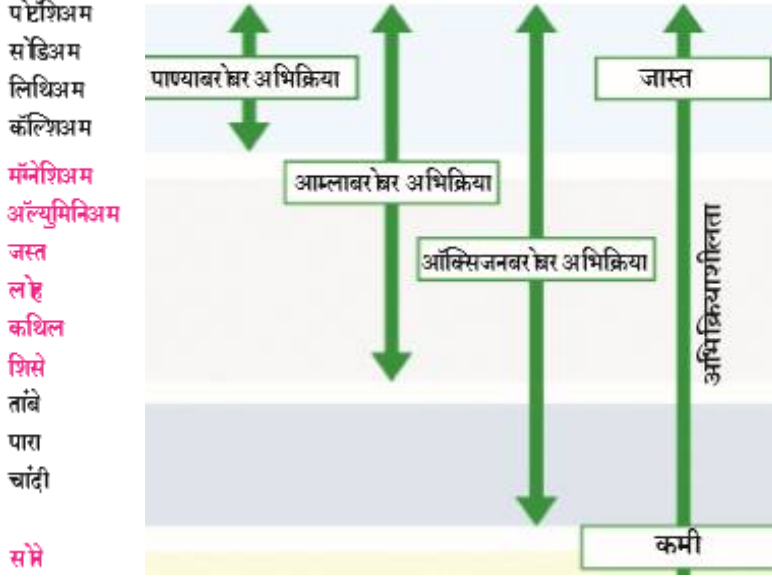 पोटॅशिअम
सोडिअम
लिथिअम
कॅल्शिअम
मॅग्नेशिअम
अॅल्युमिनिअम
जस्त
लोह
कथिल
शिसे
तांबे
पारा
चांदी
सोने
पाण्याबरोबर अभिक्रिया
आम्लाबरोबर अभिक्रिया
ऑक्सिजनबरोबर अभिक्रिया
जास्त
अभिक्रियाशीलता
कमी